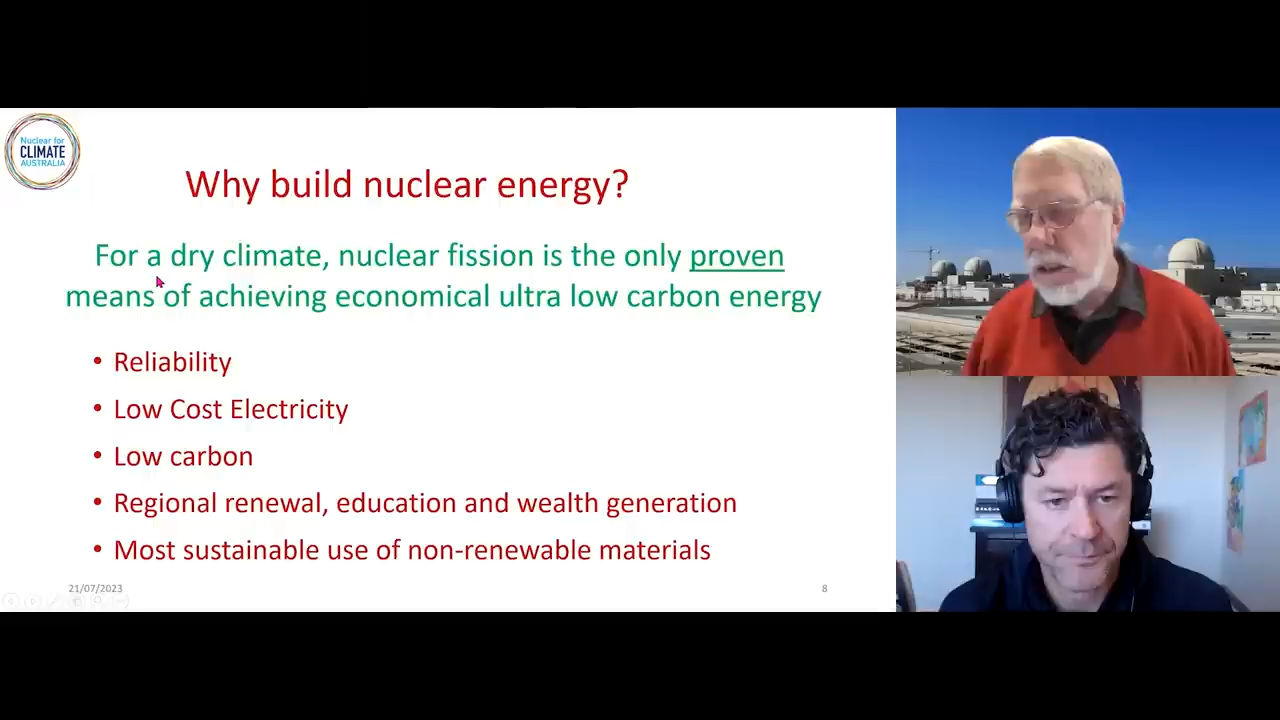 Nuclear for
CLIMATE
AUSTRALIA
Why build nuclear energy?
For a dry climate, nuclear fission is the only proven
means of achieving economical ultra low carbon energy
• Reliability
• Low Cost Electricity
• Low carbon
• Regional renewal, education and wealth generation
• Most sustainable use of non-renewable materials
21/07/2023
8